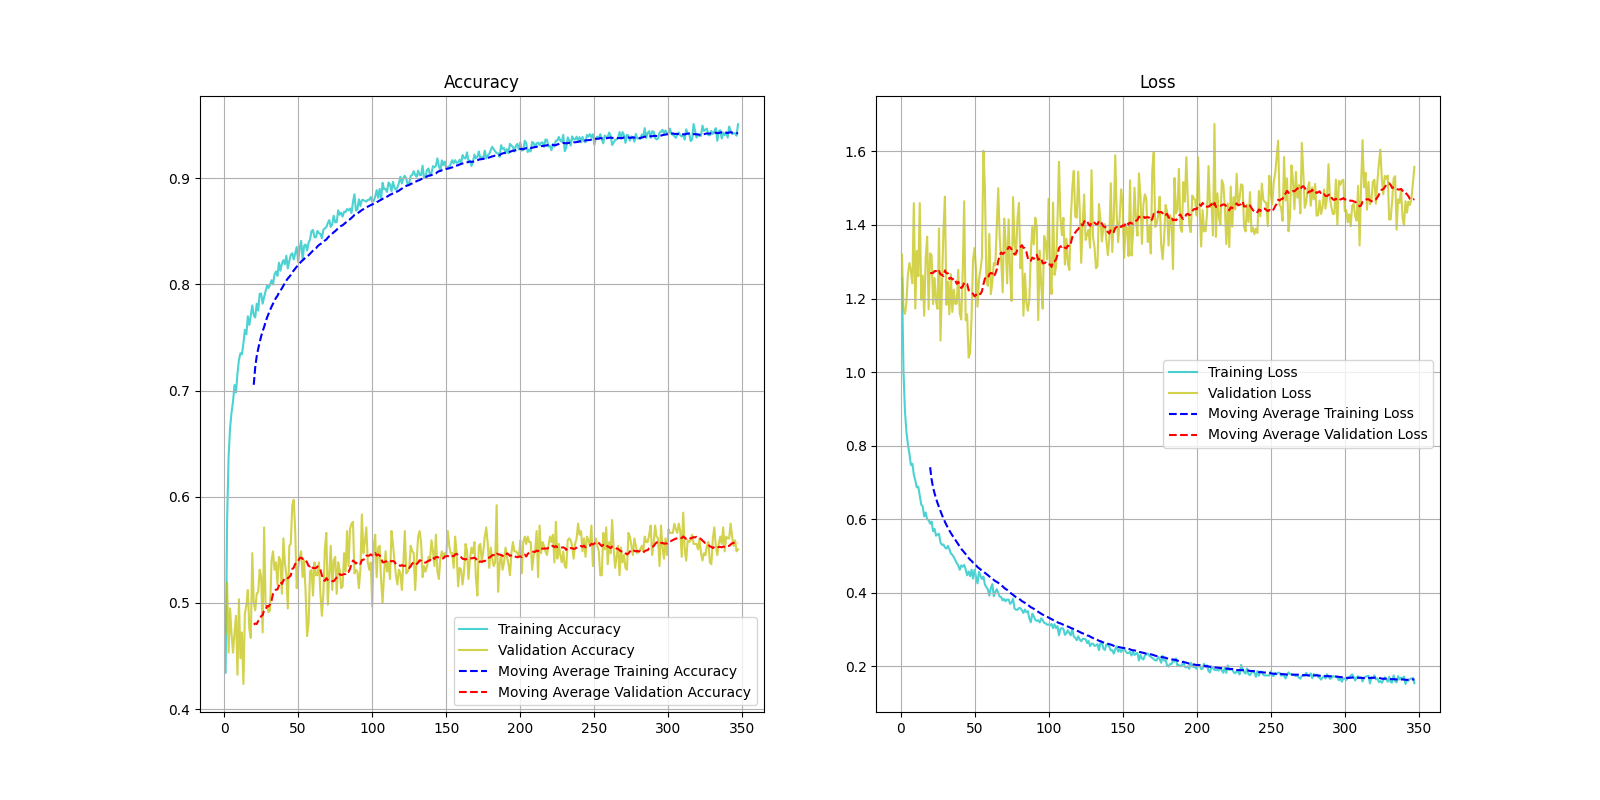 Accuracy
0.9
0.8
0.7
0.6
0.5
0.4
0 50 100 150 200 250 300 350
Training Accuracy
Validation Accuracy
Moving Average Training Accuracy
Moving Average Validation Accuracy
Loss
1.6
1.4
1.2
1.0
0.8
0.6
0.4
0.2
0 50 100 150 200 250 300 350
Training Loss
Validation Loss
Moving Average Training Loss
Moving Average Validation Loss